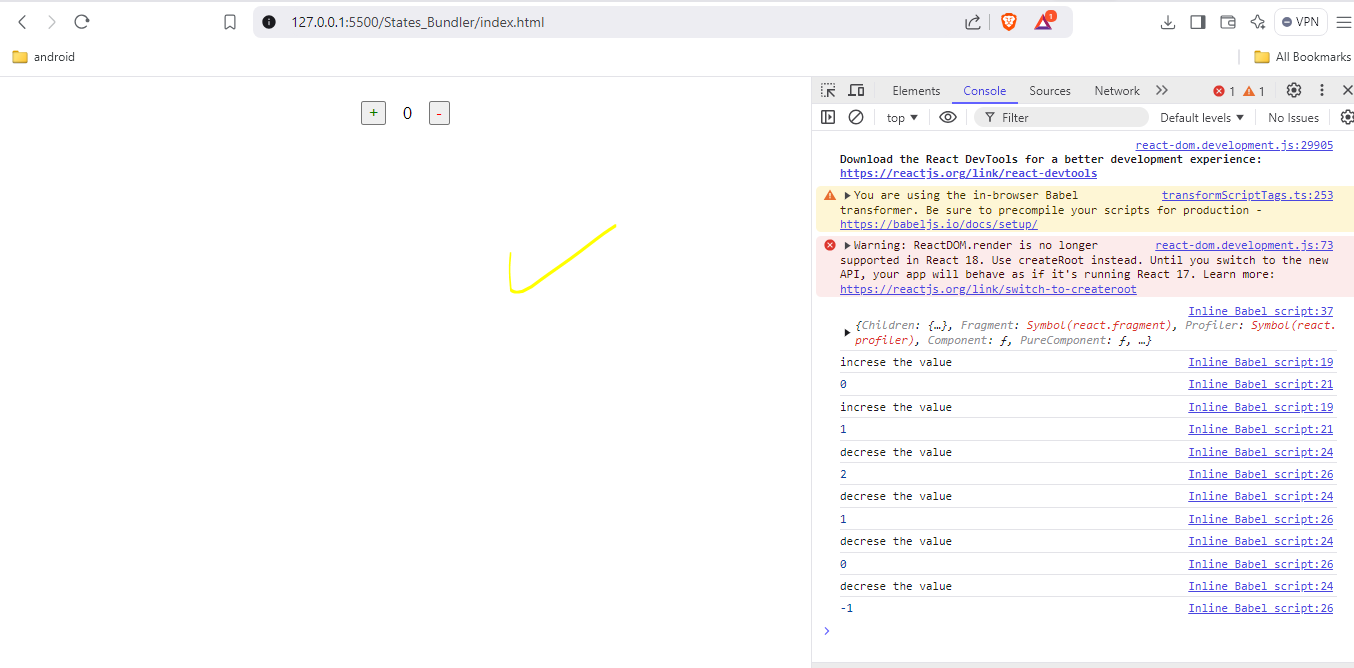 127.0.0.1:5500/States_Bundler/index.html
1
VPN
android
All Bookmarks
+ 0 -
Elements Console Sources Network 1 1
top Filter Default levels No Issues
react-dom.development.js:29905
Download the React DevTools for a better development experience:
https://reactjs.org/link/react-devtools
You are using the in-browser Babel transformScriptTags.ts:253
transformer. Be sure to precompile your scripts for production -
https://babeljs.io/docs/setup/
Warning: ReactDOM.render is no longer react-dom.development.js:73
supported in React 18. Use createRoot instead. Until you switch to the new
API, your app will behave as if it's running React 17. Learn more:
https://reactjs.org/link/switch-to-createroot
Inline Babel script:37
{Children: {…}, Fragment: Symbol(react.fragment), Profiler: Symbol(react.
profiler), Component: ƒ, PureComponent: ƒ, …}
increse the value Inline Babel script:19
0 Inline Babel script:21
increse the value Inline Babel script:19
1 Inline Babel script:21
decrese the value Inline Babel script:24
2 Inline Babel script:26
decrese the value Inline Babel script:24
1 Inline Babel script:26
decrese the value Inline Babel script:24
0 Inline Babel script:26
decrese the value Inline Babel script:24
-1 Inline Babel script:26